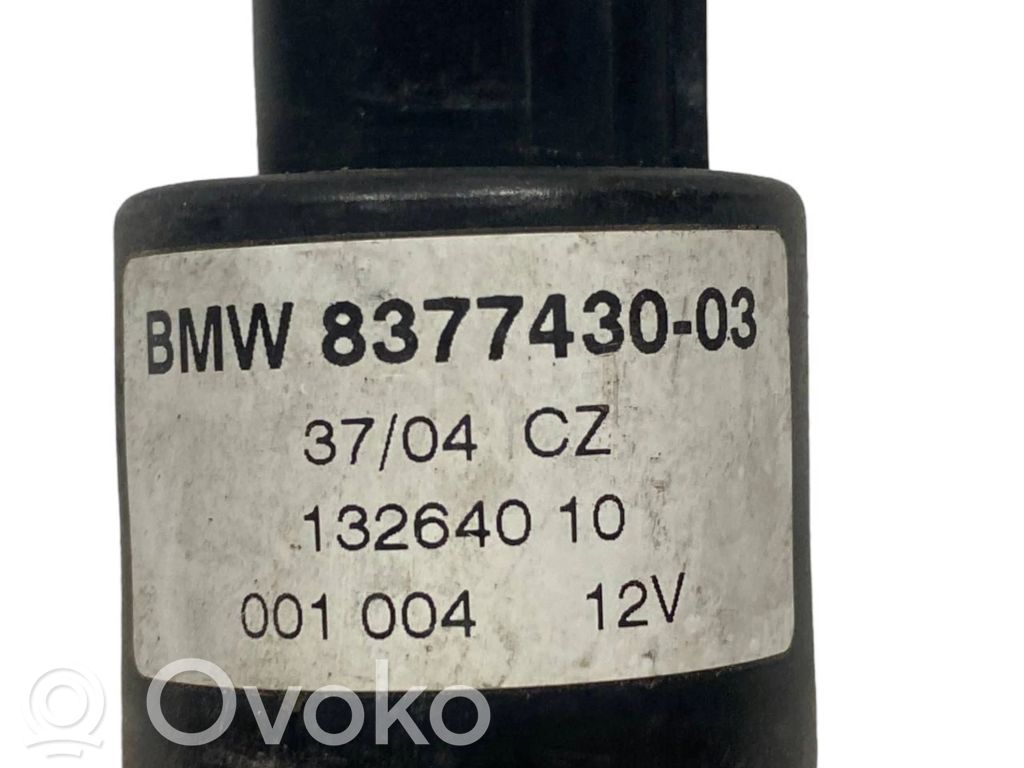 BMW 8377430-03
37/04 CZ
132640 10
001 004 12V
Ovoko